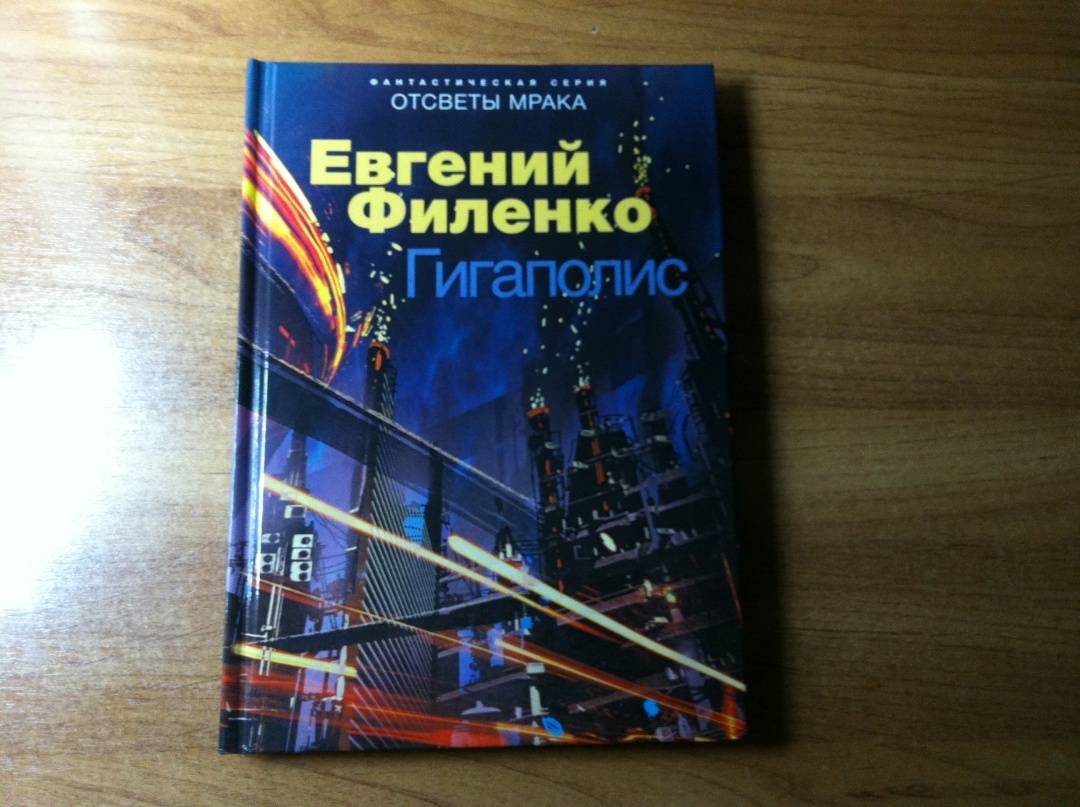 ФАНТАСТИЧЕСКАЯ СЕРИЯ
ОТСВЕТЫ МРАКА
Евгений
Филенко
Гигаполис